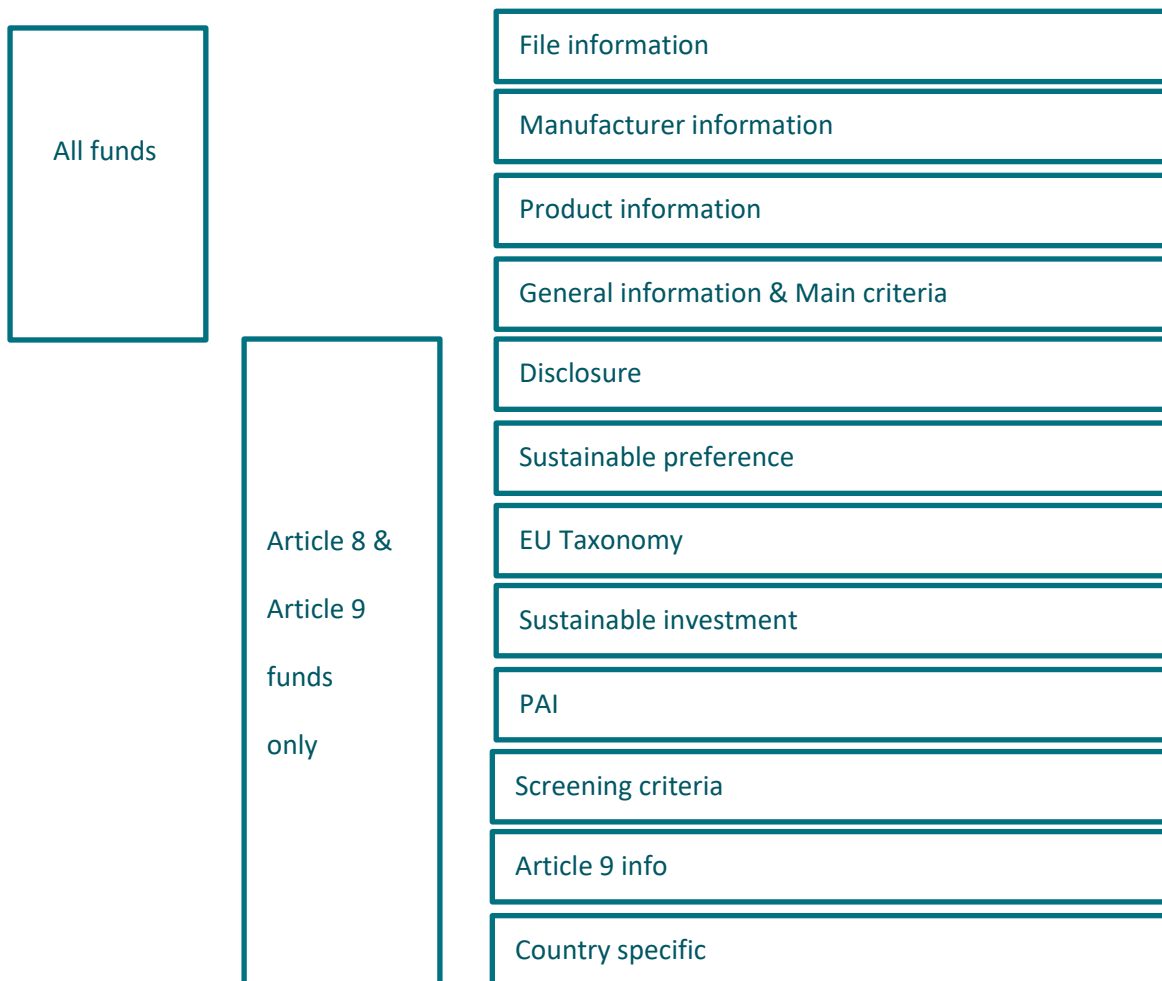 All funds
File information
Manufacturer information
Product information
General information & Main criteria
Article 8 &
Article 9
funds
only
Disclosure
Sustainable preference
EU Taxonomy
Sustainable investment
PAI
Screening criteria
Article 9 info
Country specific